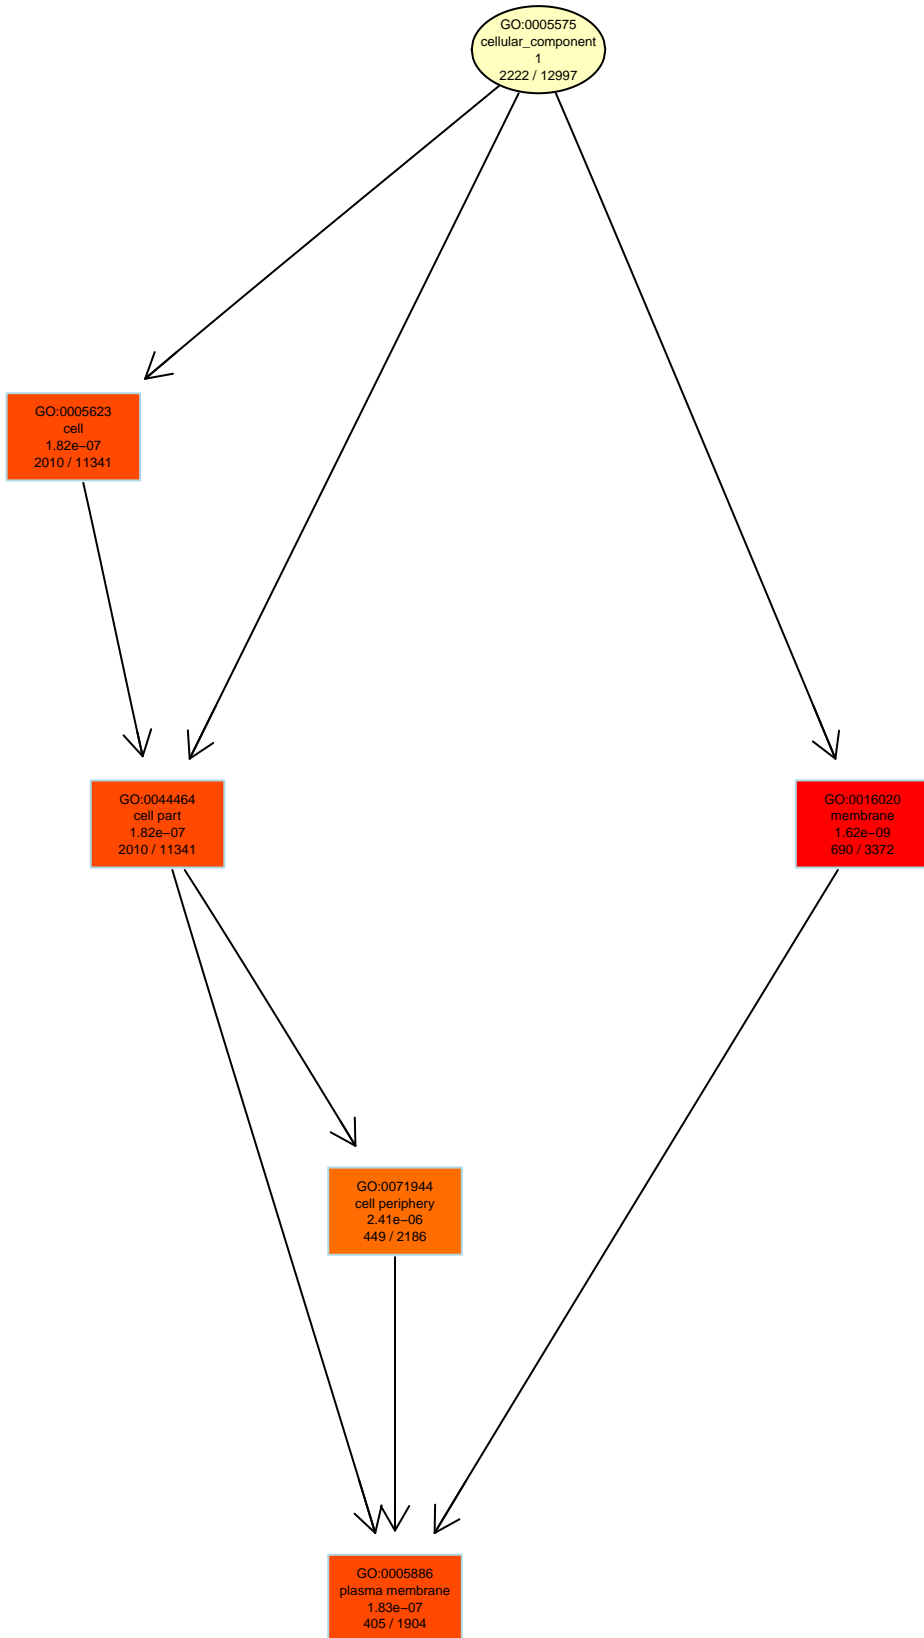 GO:0005575
cellular_component
1
2222 / 12997
GO:0005623
cell
1.82e−07
2010 / 11341
GO:0044464
cell part
1.82e−07
2010 / 11341
GO:0016020
membrane
1.62e−09
690 / 3372
GO:0071944
cell periphery
2.41e−06
449 / 2186
GO:0005886
plasma membrane
1.83e−07
405 / 1904